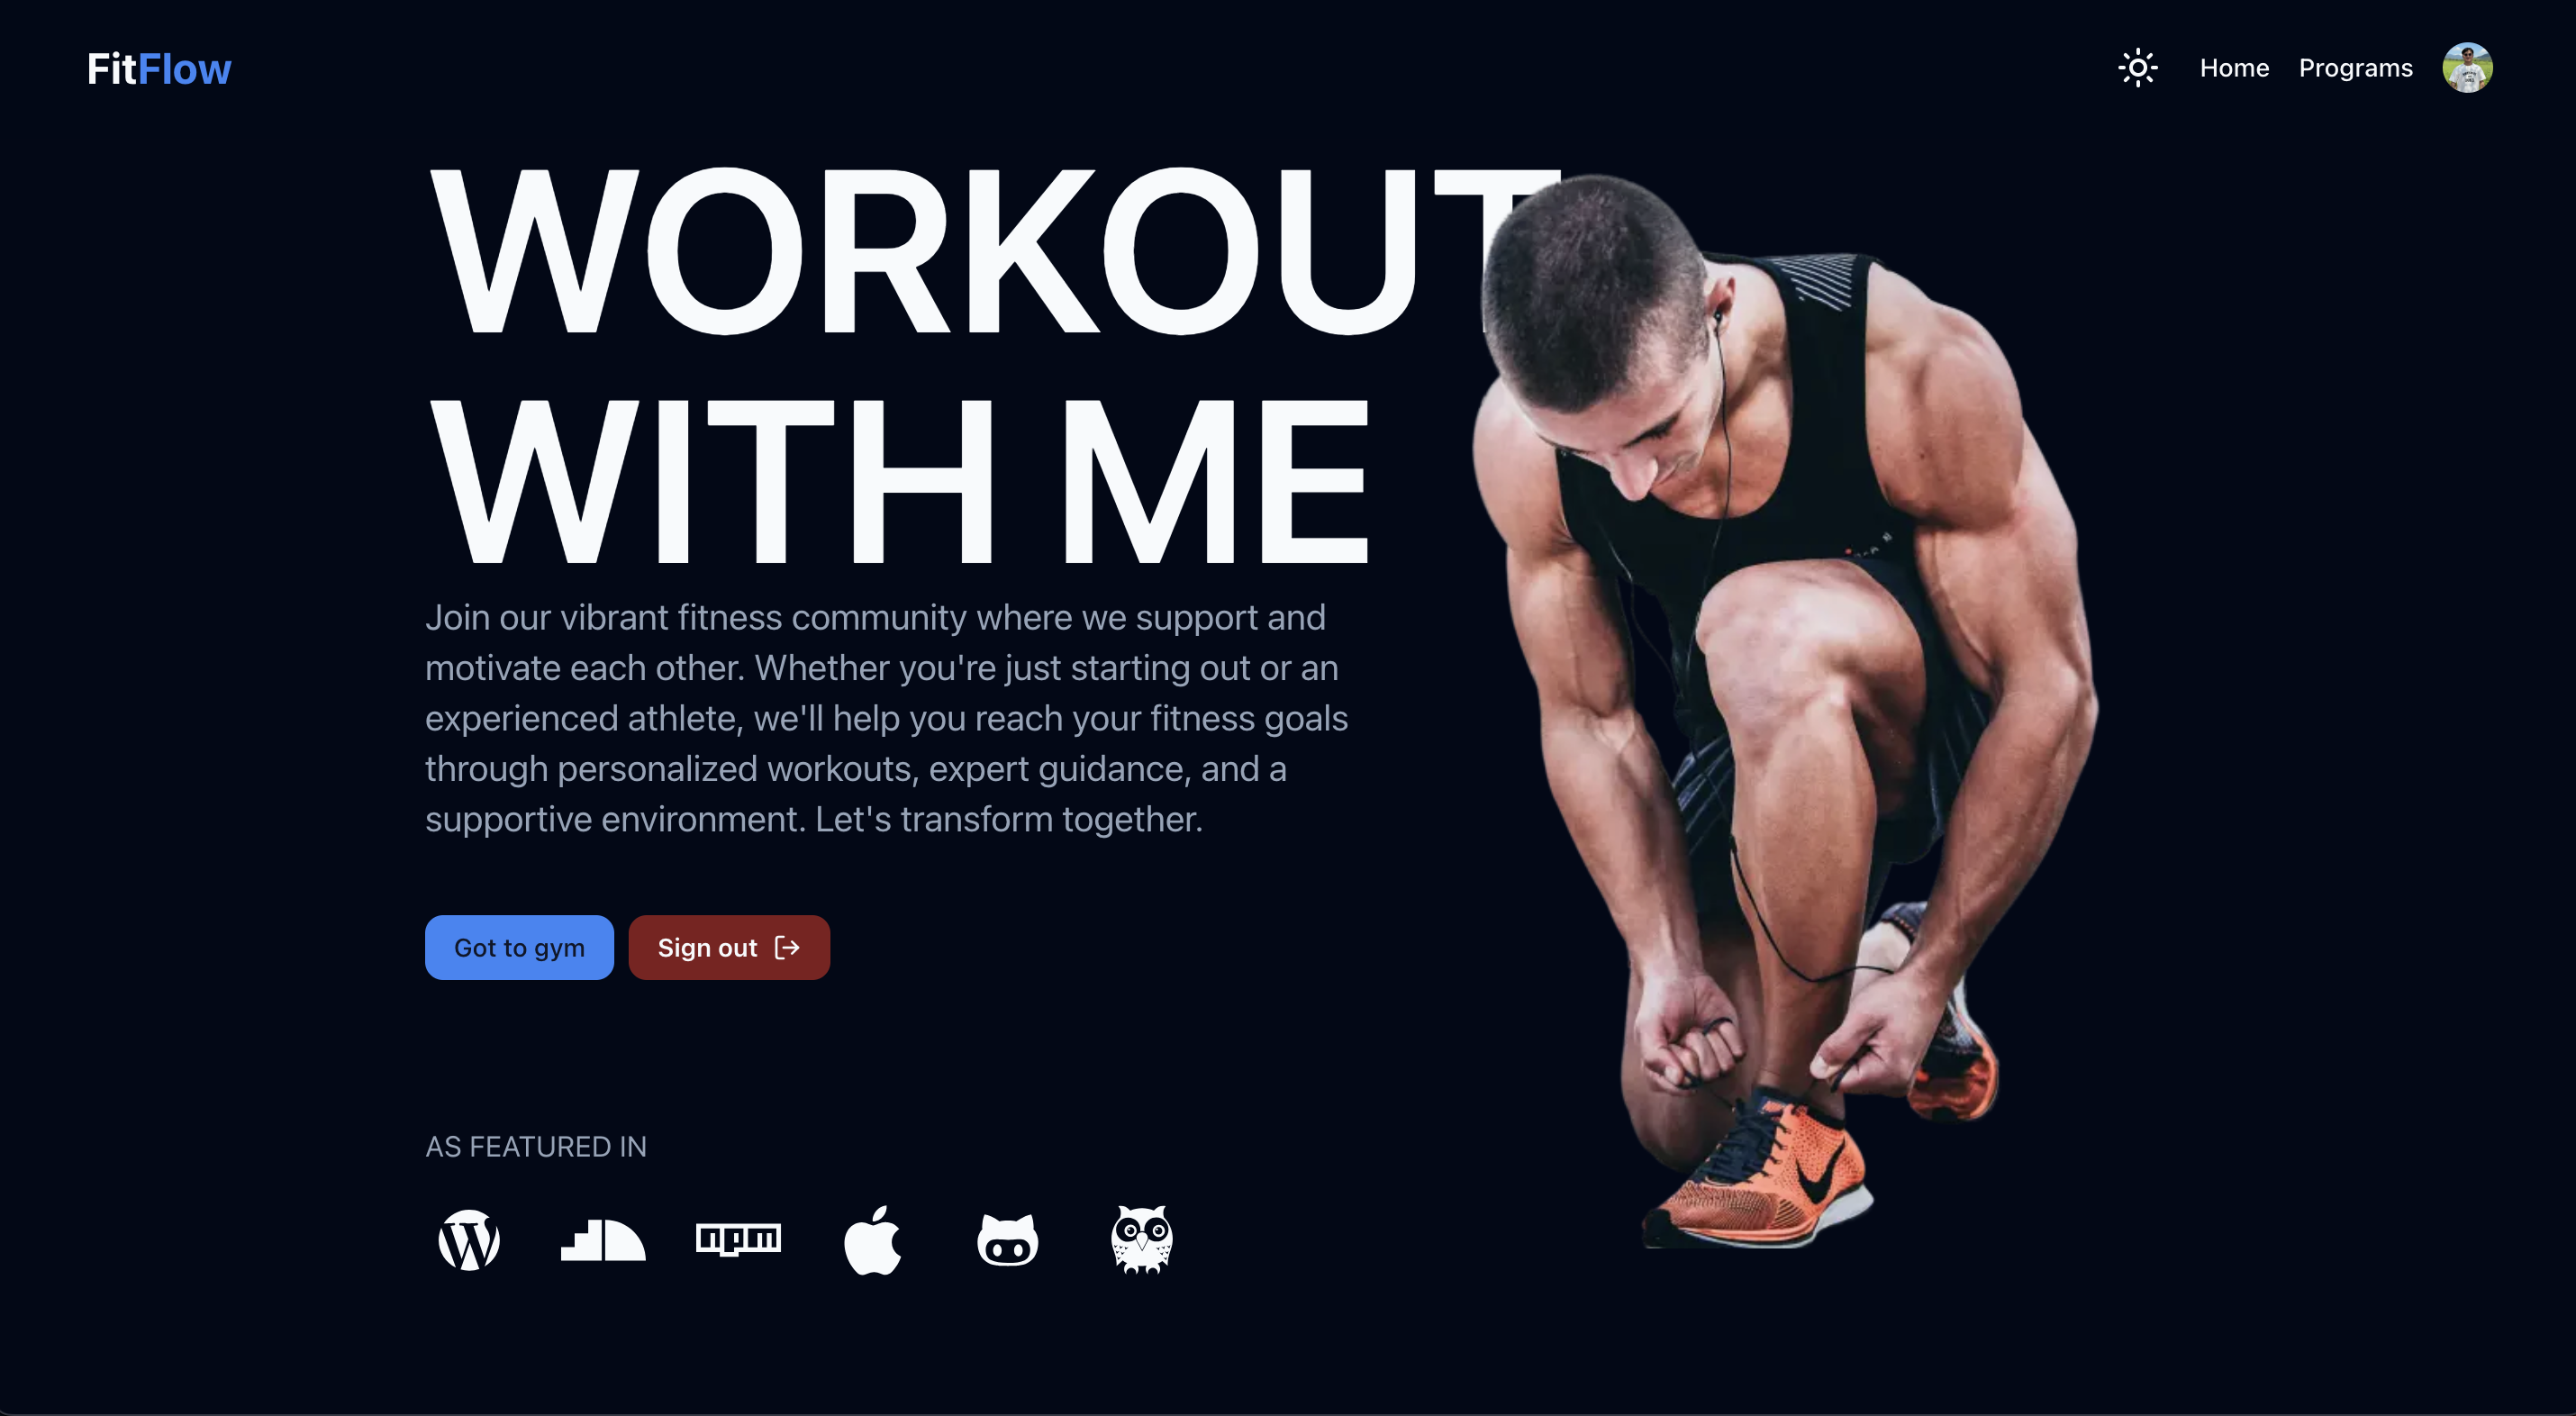 FitFlow
Home Programs
WORKOUT
WITH ME
Join our vibrant fitness community where we support and
motivate each other. Whether you're just starting out or an
experienced athlete, we'll help you reach your fitness goals
through personalized workouts, expert guidance, and a
supportive environment. Let's transform together.
Got to gym Sign out
AS FEATURED IN
npm